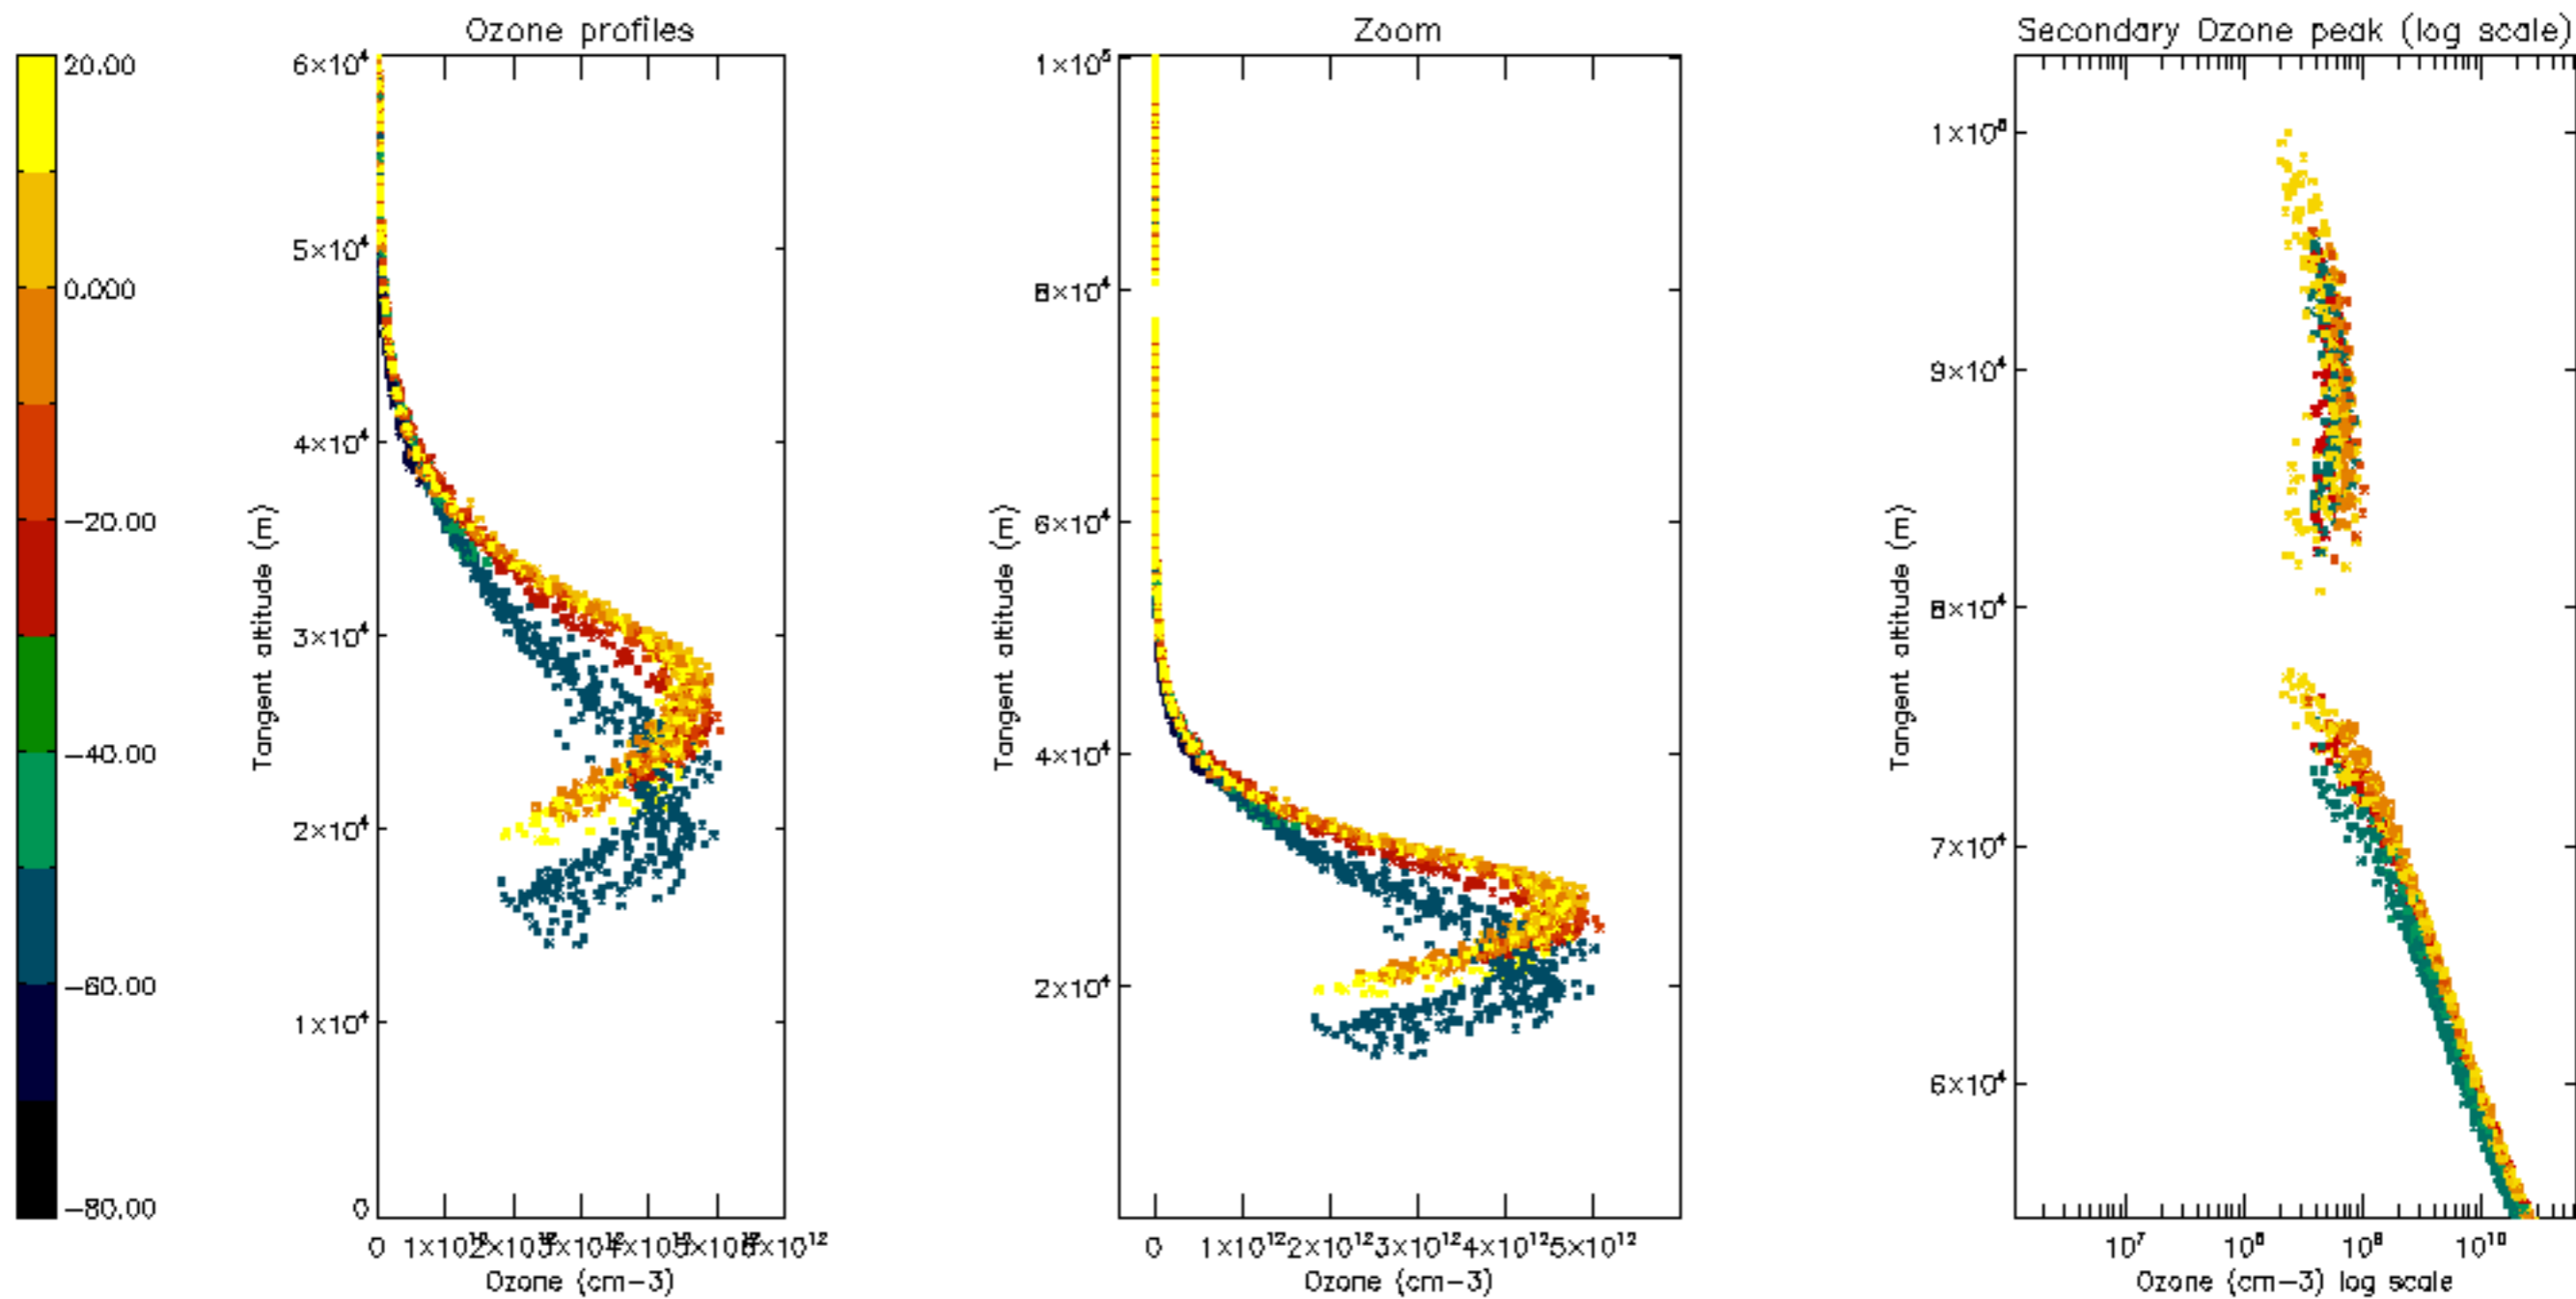 Ozone profiles
Zoom
Secondary Ozone peak (log scale)
20.00
0.000
−20.00
−40.00
−60.00
−80.00
6×10⁴
5×10⁴
4×10⁴
3×10⁴
2×10⁴
1×10⁴
0
Tangent altitude (m)
0
Ozone (cm−3)
1×10⁵
8×10⁴
6×10⁴
4×10⁴
2×10⁴
Tangent altitude (m)
0 1×10¹² 2×10¹² 3×10¹² 4×10¹² 5×10¹²
Ozone (cm−3)
9×10⁴
8×10⁴
7×10⁴
6×10⁴
Tangent altitude (m)
10⁷ 10⁸ 10⁹ 10¹⁰
Ozone (cm−3) log scale